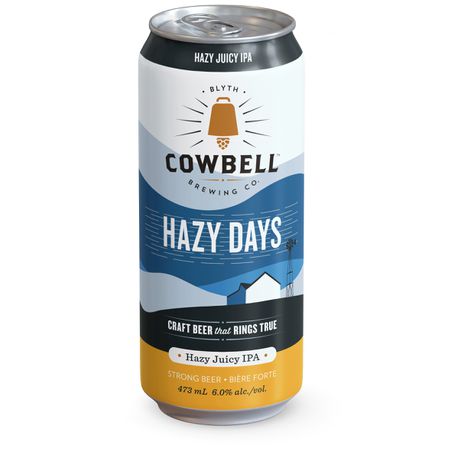 HAZY JUICY IPA
• BLYTH •
COWBELL™
BREWING CO.
HAZY DAYS
CRAFT BEER that RINGS TRUE
• Hazy Juicy IPA •
STRONG BEER • BIÈRE FORTE
473 mL 6.0% alc./vol.